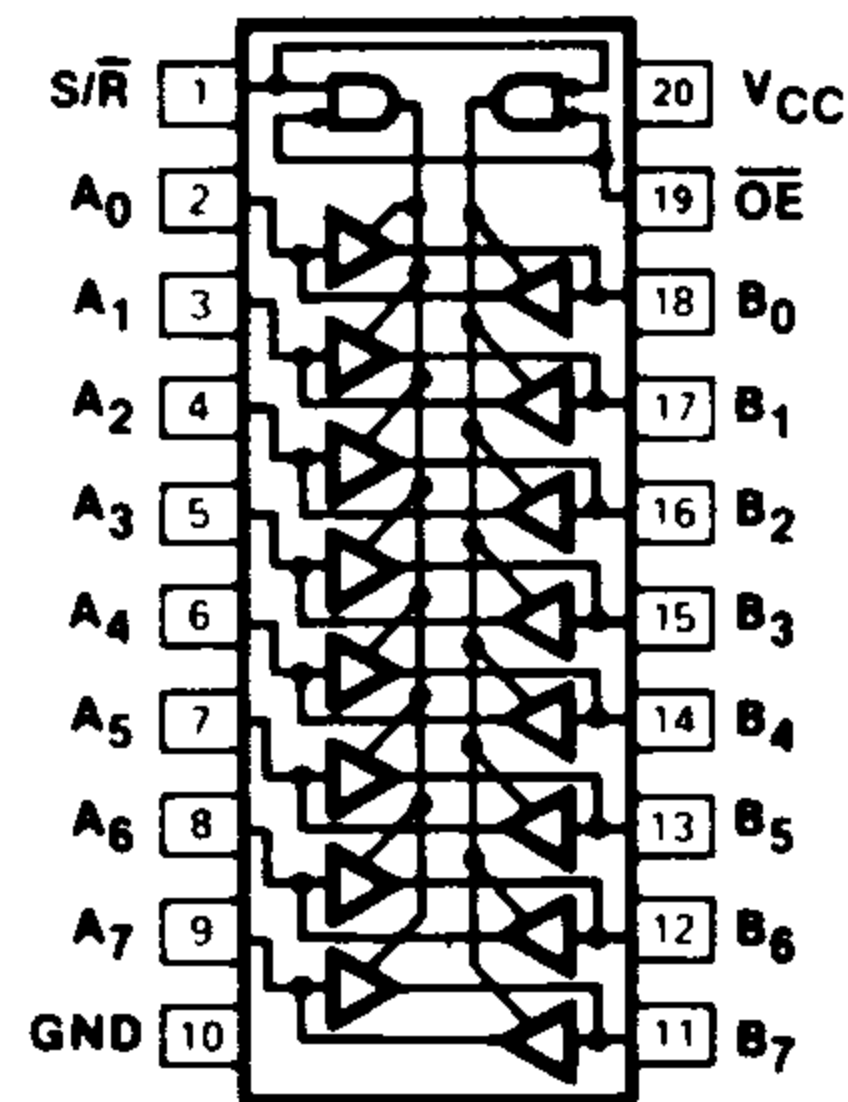 S/R̅ 1 20 VCC
A0 2 19 O̅E̅
A1 3 18 B0
A2 4 17 B1
A3 5 16 B2
A4 6 15 B3
A5 7 14 B4
A6 8 13 B5
A7 9 12 B6
GND 10 11 B7